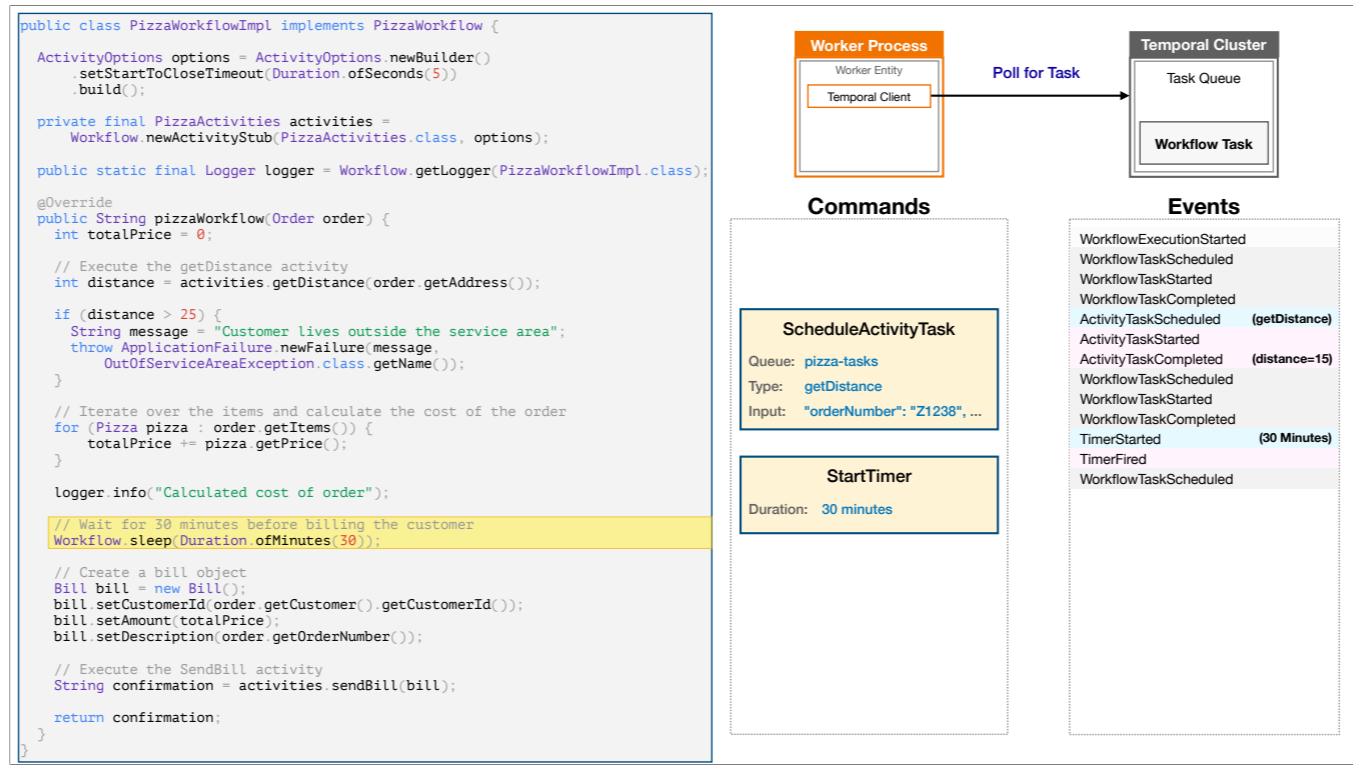 public class PizzaWorkflowImpl implements PizzaWorkflow {
ActivityOptions options = ActivityOptions.newBuilder()
.setStartToCloseTimeout(Duration.ofSeconds(5))
.build();
private final PizzaActivities activities =
Workflow.newActivityStub(PizzaActivities.class, options);
public static final Logger logger = Workflow.getLogger(PizzaWorkflowImpl.class);
@Override
public String pizzaWorkflow(Order order) {
int totalPrice = 0;
// Execute the getDistance activity
int distance = activities.getDistance(order.getAddress());
if (distance > 25) {
String message = "Customer lives outside the service area";
throw ApplicationFailure.newFailure(message,
OutOfServiceAreaException.class.getName());
}
// Iterate over the items and calculate the cost of the order
for (Pizza pizza : order.getItems()) {
totalPrice += pizza.getPrice();
}
logger.info("Calculated cost of order");
// Wait for 30 minutes before billing the customer
Workflow.sleep(Duration.ofMinutes(30));
// Create a bill object
Bill bill = new Bill();
bill.setCustomerId(order.getCustomer().getCustomerId());
bill.setAmount(totalPrice);
bill.setDescription(order.getOrderNumber());
// Execute the SendBill activity
String confirmation = activities.sendBill(bill);
return confirmation;
}
}
Worker Process
Worker Entity
Temporal Client
Poll for Task
Temporal Cluster
Task Queue
Workflow Task
Commands
ScheduleActivityTask
Queue: pizza-tasks
Type: getDistance
Input: "orderNumber": "Z1238", ...
StartTimer
Duration: 30 minutes
Events
WorkflowExecutionStarted
WorkflowTaskScheduled
WorkflowTaskStarted
WorkflowTaskCompleted
ActivityTaskScheduled (getDistance)
ActivityTaskStarted
ActivityTaskCompleted (distance=15)
WorkflowTaskScheduled
WorkflowTaskStarted
WorkflowTaskCompleted
TimerStarted (30 Minutes)
TimerFired
WorkflowTaskScheduled